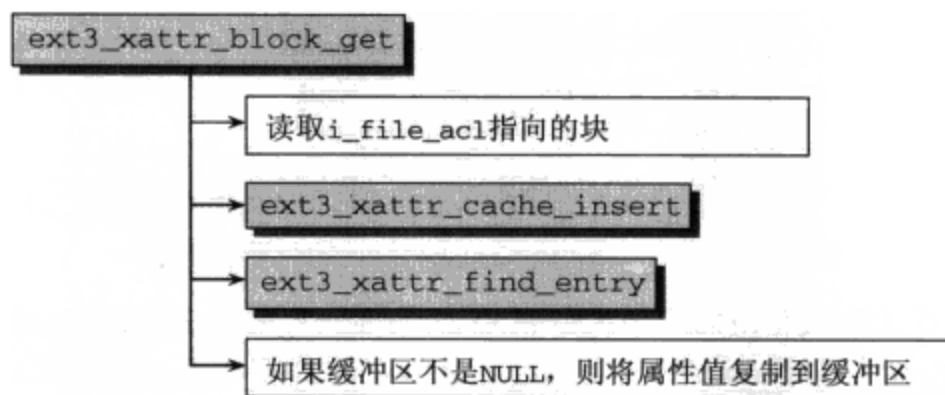 ext3_xattr_block_get
读取i_file_acl指向的块
ext3_xattr_cache_insert
ext3_xattr_find_entry
如果缓冲区不是NULL，则将属性值复制到缓冲区